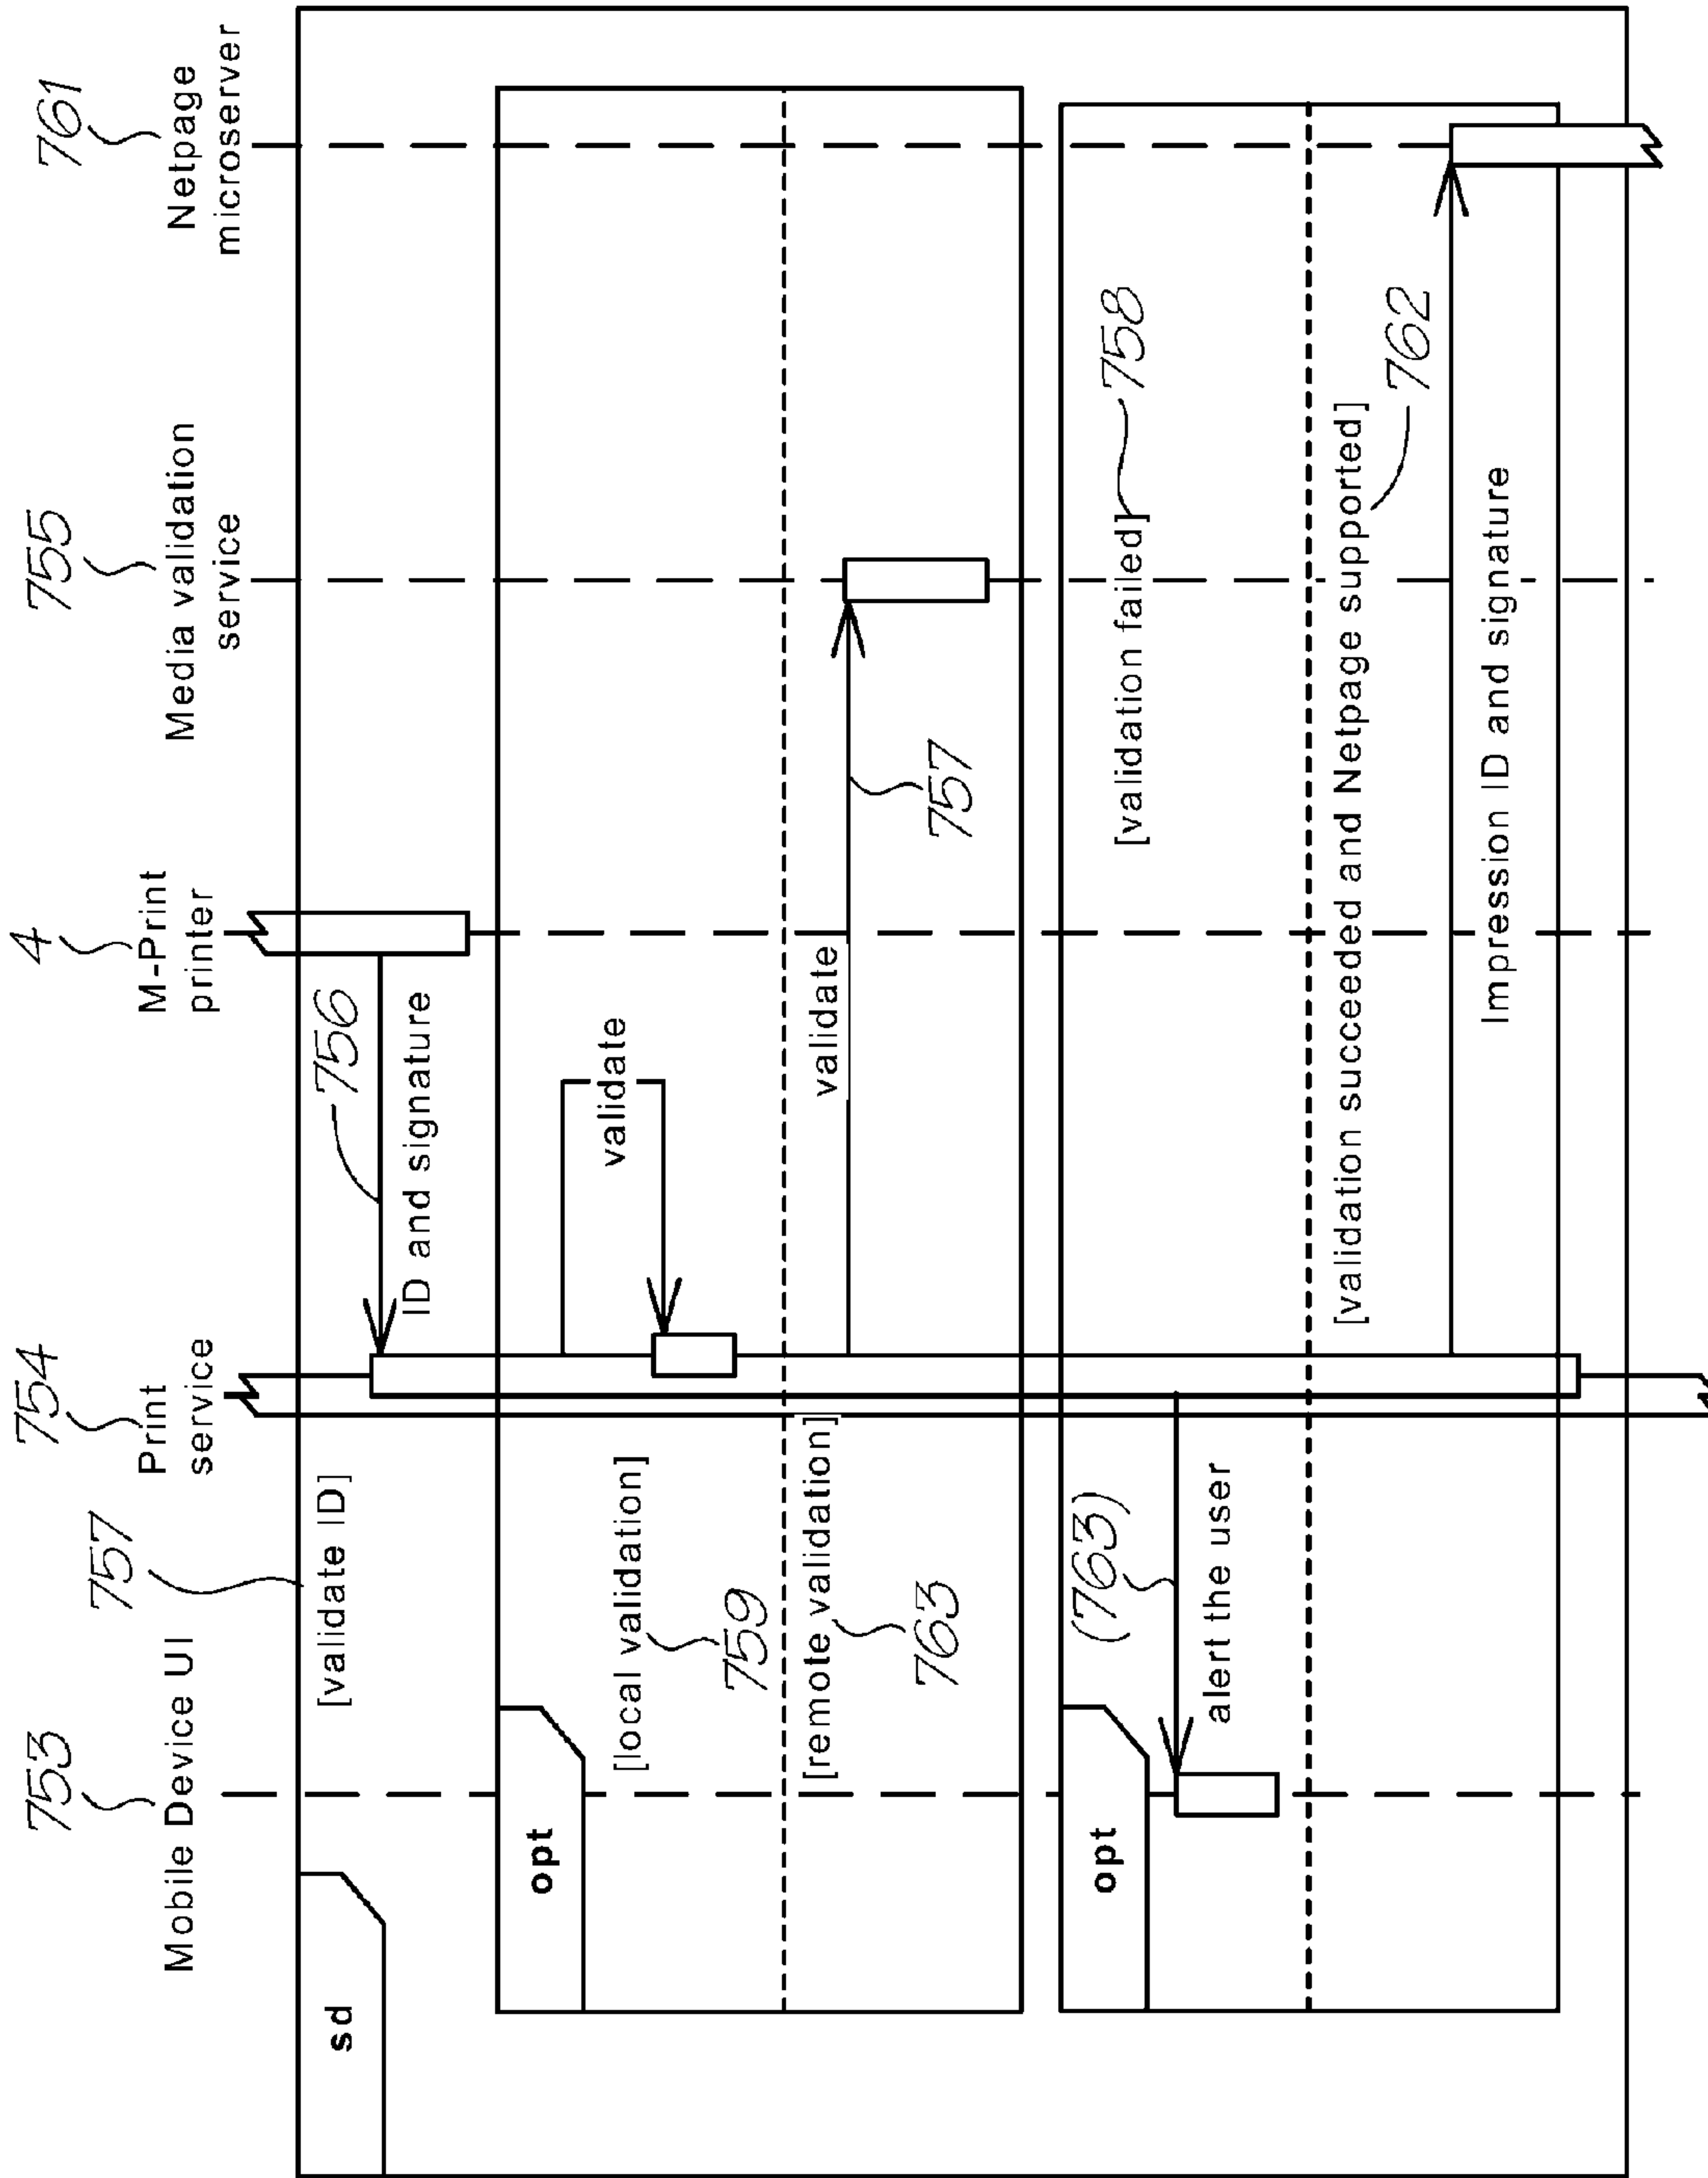 753
Mobile Device UI
754
Print
service
4
M-Print
printer
755
Media validation
service
761
Netpage
microserver
sd
757
[validate ID]
756
ID and signature
opt
[local validation]
759
validate
[remote validation]
763
validate
757
opt
(763)
alert the user
[validation failed]
758
[validation succeeded and Netpage supported]
762
Impression ID and signature